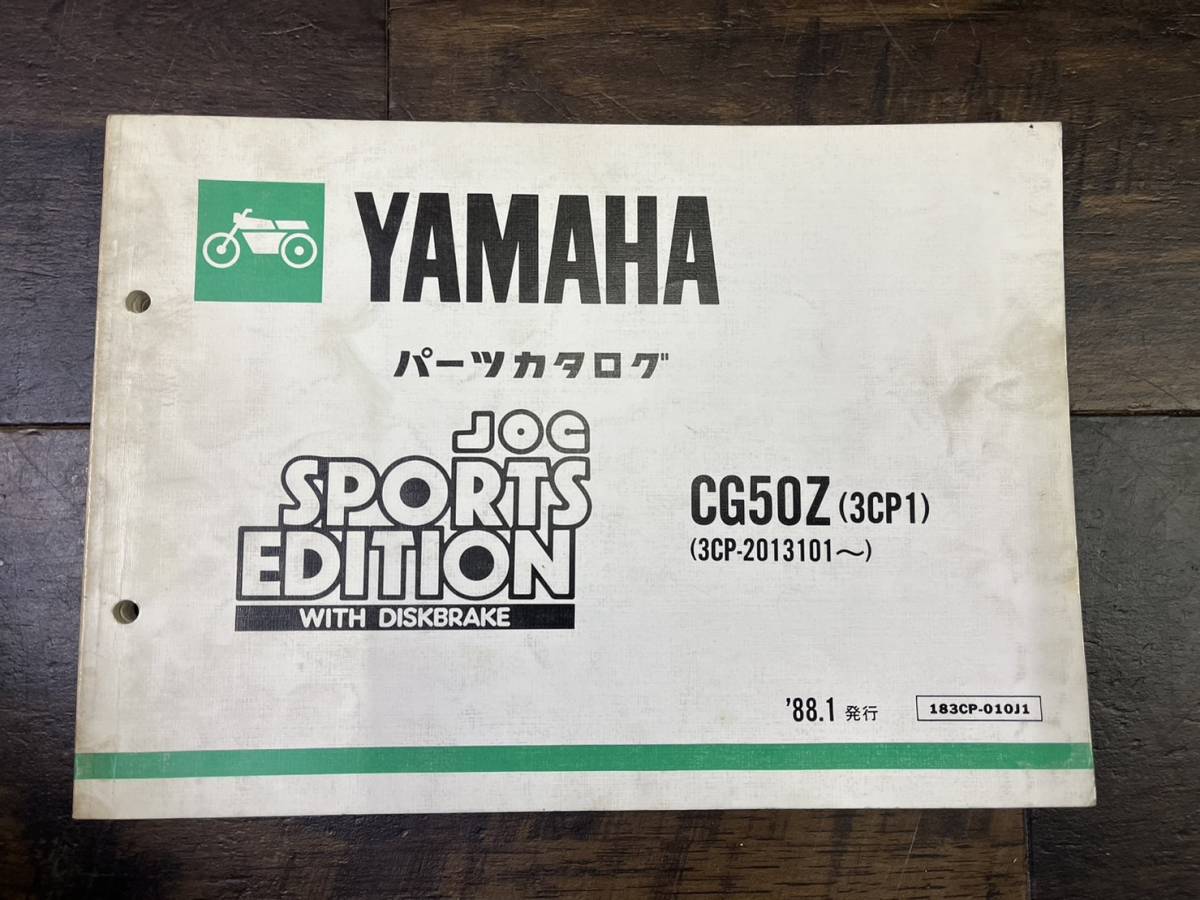 YAMAHA
パーツカタログ
JOG
SPORTS
EDITION
WITH DISKBRAKE
CG50Z (3CP1)
(3CP-2013101～)
'88.1 発行
183CP-010J1